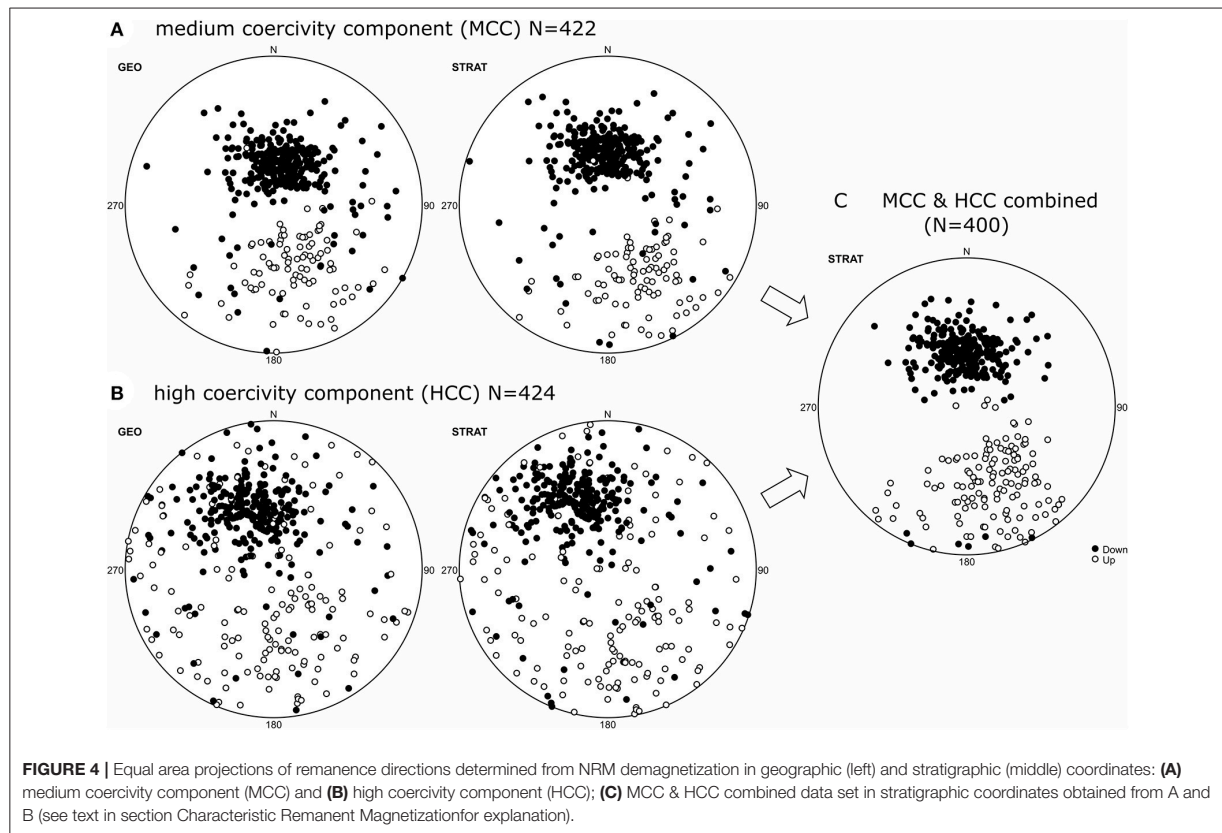 A medium coercivity component (MCC) N=422
GEO
N
270
90
180
STRAT
N
270
90
180
B high coercivity component (HCC) N=424
GEO
N
270
90
180
STRAT
N
270
90
180
C MCC & HCC combined
(N=400)
STRAT
N
270
90
180
Down
Up
FIGURE 4 | Equal area projections of remanence directions determined from NRM demagnetization in geographic (left) and stratigraphic (middle) coordinates: (A)
medium coercivity component (MCC) and (B) high coercivity component (HCC); (C) MCC & HCC combined data set in stratigraphic coordinates obtained from A and
B (see text in section Characteristic Remanent Magnetizationfor explanation).